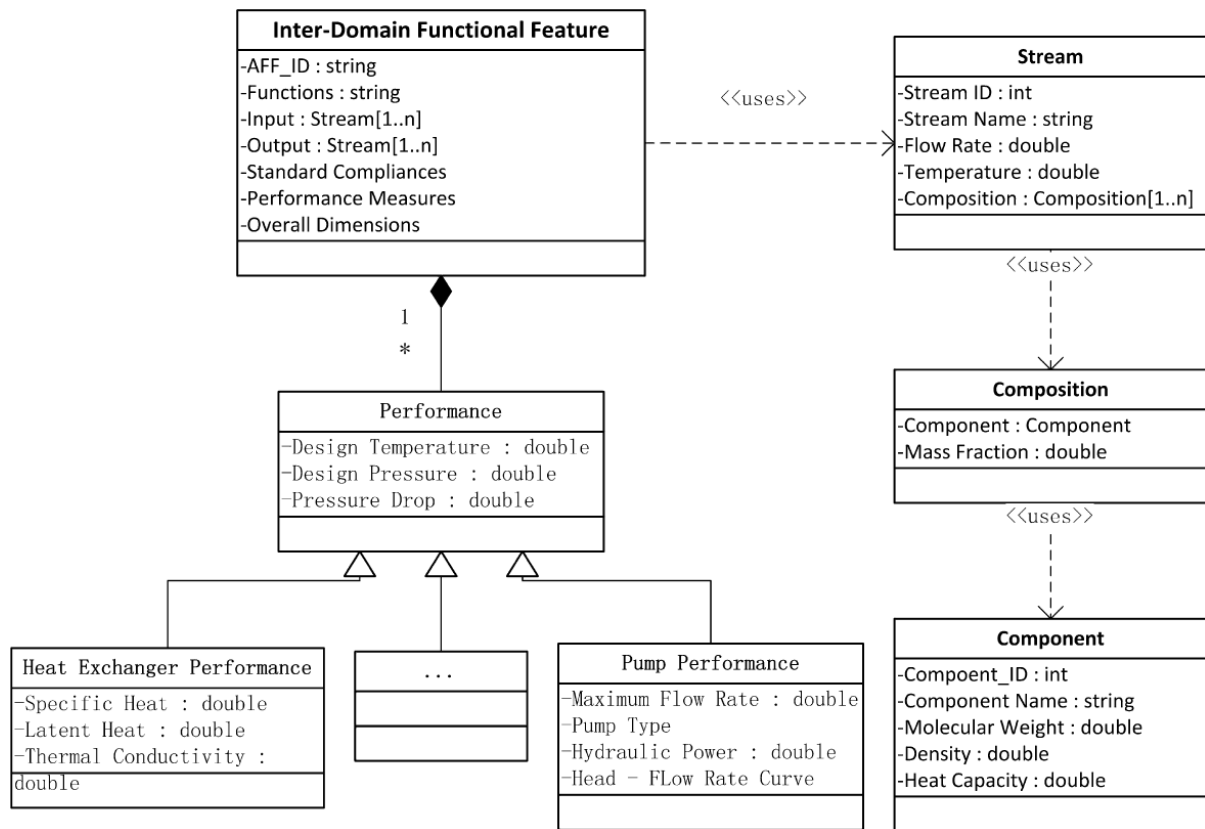 Inter-Domain Functional Feature
-AFF_ID : string
-Functions : string
-Input : Stream[1..n]
-Output : Stream[1..n]
-Standard Compliances
-Performance Measures
-Overall Dimensions
<<uses>>
Stream
-Stream ID : int
-Stream Name : string
-Flow Rate : double
-Temperature : double
-Composition : Composition[1..n]
<<uses>>
1
*
Composition
-Component : Component
-Mass Fraction : double
<<uses>>
Performance
-Design Temperature : double
-Design Pressure : double
-Pressure Drop : double
Heat Exchanger Performance
-Specific Heat : double
-Latent Heat : double
-Thermal Conductivity :
double
...
Pump Performance
-Maximum Flow Rate : double
-Pump Type
-Hydraulic Power : double
-Head - FLow Rate Curve
Component
-Compoent_ID : int
-Component Name : string
-Molecular Weight : double
-Density : double
-Heat Capacity : double